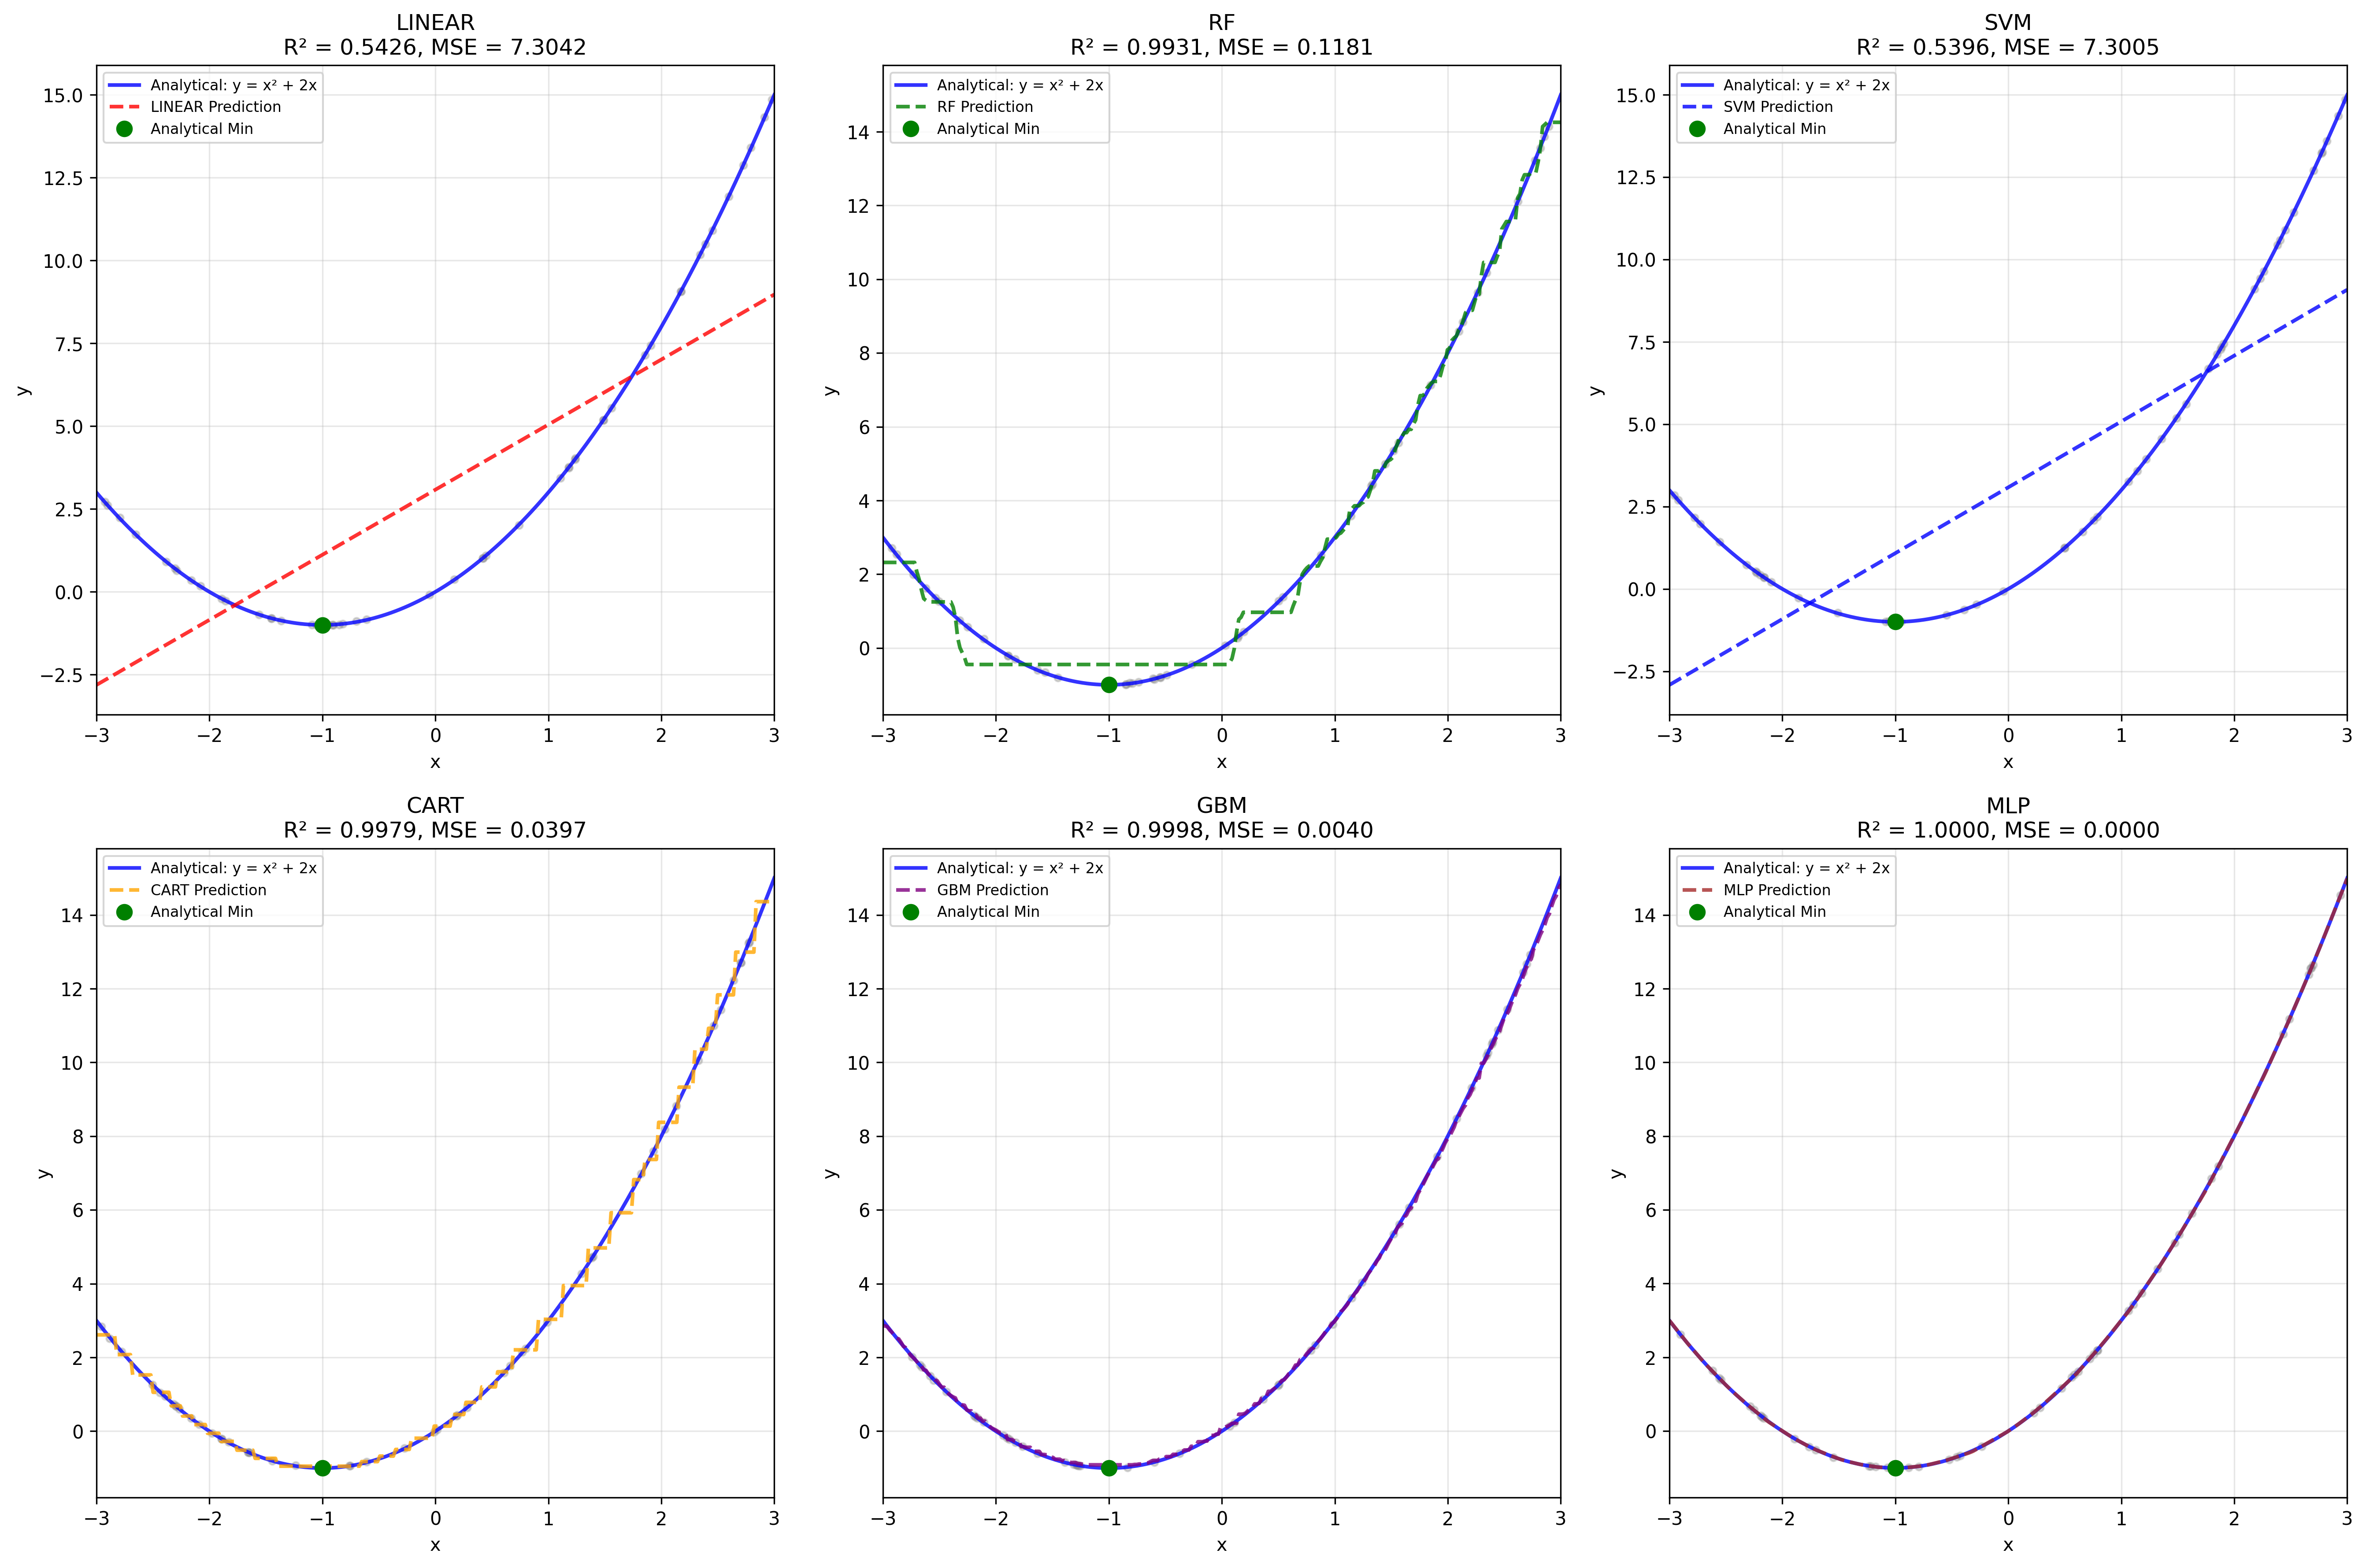 LINEAR
R² = 0.5426, MSE = 7.3042
Analytical: y = x² + 2x
LINEAR Prediction
Analytical Min
15.0
12.5
10.0
7.5
5.0
2.5
0.0
−2.5
y
−3 −2 −1 0 1 2 3
x
RF
R² = 0.9931, MSE = 0.1181
Analytical: y = x² + 2x
RF Prediction
Analytical Min
14
12
10
8
6
4
2
0
y
−3 −2 −1 0 1 2 3
x
SVM
R² = 0.5396, MSE = 7.3005
Analytical: y = x² + 2x
SVM Prediction
Analytical Min
15.0
12.5
10.0
7.5
5.0
2.5
0.0
−2.5
y
−3 −2 −1 0 1 2 3
x
CART
R² = 0.9979, MSE = 0.0397
Analytical: y = x² + 2x
CART Prediction
Analytical Min
14
12
10
8
6
4
2
0
y
−3 −2 −1 0 1 2 3
x
GBM
R² = 0.9998, MSE = 0.0040
Analytical: y = x² + 2x
GBM Prediction
Analytical Min
14
12
10
8
6
4
2
0
y
−3 −2 −1 0 1 2 3
x
MLP
R² = 1.0000, MSE = 0.0000
Analytical: y = x² + 2x
MLP Prediction
Analytical Min
14
12
10
8
6
4
2
0
y
−3 −2 −1 0 1 2 3
x